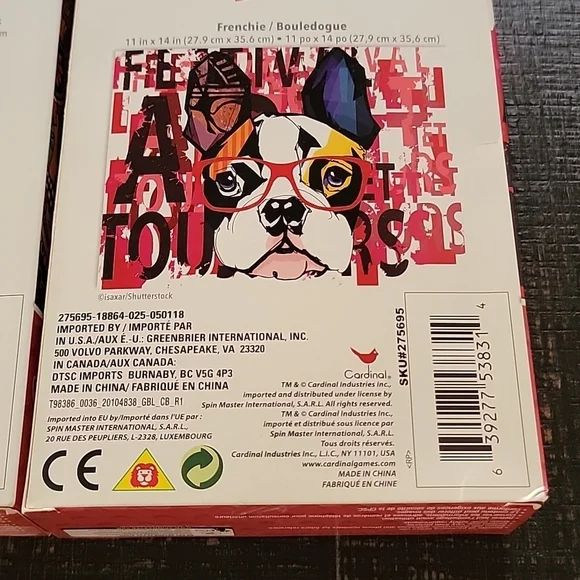 Frenchie / Bouledogue
11 in x 14 in (27.9 cm x 35.6 cm) • 11 po x 14 po (27,9 cm x 35,6 cm)
FESTIVAL
A
TOU RS
©isaxar/Shutterstock
275695-18864-025-050118
IMPORTED BY / IMPORTÉ PAR
IN U.S.A./AUX É.-U.: GREENBRIER INTERNATIONAL, INC.
500 VOLVO PARKWAY, CHESAPEAKE, VA 23320
IN CANADA/AUX CANADA:
DTSC IMPORTS BURNABY, BC V5G 4P3
MADE IN CHINA/ FABRIQUÉ EN CHINA
T98386_0036_20104838_GBL_CB_R1
Imported into EU by/Importé dans l'UE par :
SPIN MASTER INTERNATIONAL, S.A.R.L.,
20 RUE DES PEUPLIERS, L-2328, LUXEMBOURG
CE
Cardinal®
TM & © Cardinal Industries Inc.,
imported and distributed under license by
Spin Master International, S.A.R.L. All rights reserved.
TM & © Cardinal Industries Inc.,
importé et distribué sous licence par
Spin Master International, S.A.R.L.
Tous droits réservés.
Cardinal Industries Inc., L.I.C., NY 11101, USA
www.cardinalgames.com
MADE IN CHINA
FABRIQUÉ EN CHINE
<RP>
SKU#275695
6 39277 53831 4